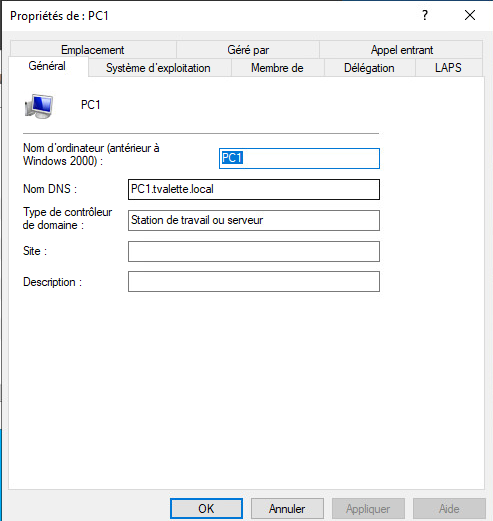 Propriétés de : PC1
?
Emplacement
Géré par
Appel entrant
Général
Système d'exploitation
Membre de
Délégation
LAPS
PC1
Nom d'ordinateur (antérieur à
Windows 2000) :
PC1
Nom DNS :
PC1.tvalette.local
Type de contrôleur
de domaine :
Station de travail ou serveur
Site :
Description :
OK
Annuler
Appliquer
Aide